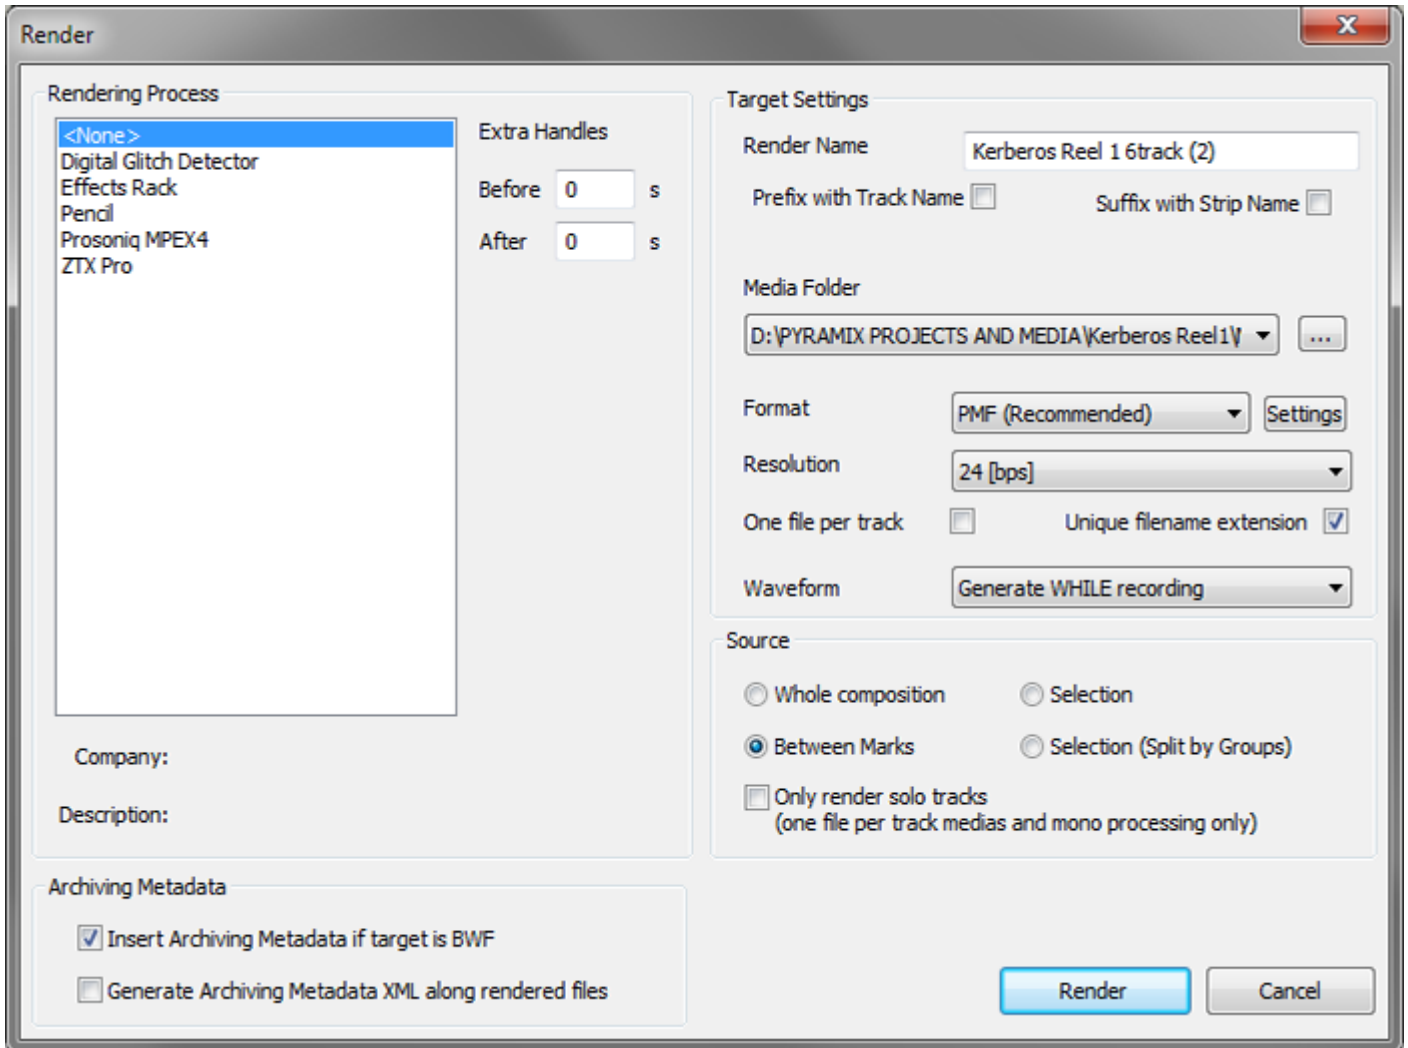 Render
Rendering Process
<None>
Digital Glitch Detector
Effects Rack
Pencil
Prosoniq MPEX4
ZTX Pro
Extra Handles
Before 0 s
After 0 s
Company:
Description:
Archiving Metadata
Insert Archiving Metadata if target is BWF
Generate Archiving Metadata XML along rendered files
Target Settings
Render Name Kerberos Reel 1 6track (2)
Prefix with Track Name Suffix with Strip Name
Media Folder
D:\PYRAMIX PROJECTS AND MEDIA\Kerberos Reel1\ ...
Format PMF (Recommended) Settings
Resolution 24 [bps]
One file per track Unique filename extension
Waveform Generate WHILE recording
Source
Whole composition Selection
Between Marks Selection (Split by Groups)
Only render solo tracks
(one file per track medias and mono processing only)
Render Cancel